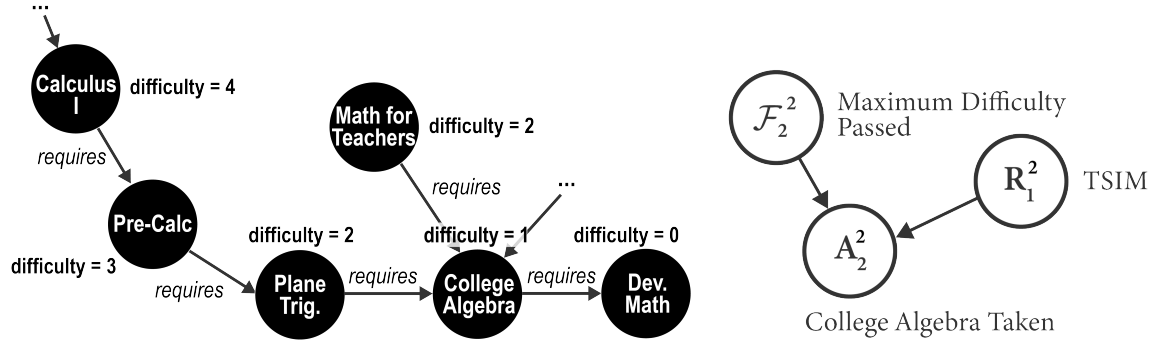 ...
Calculus
I
difficulty = 4
requires
Math for
Teachers
difficulty = 2
requires
...
Pre-Calc
difficulty = 3
requires
difficulty = 2
Plane
Trig.
requires
difficulty = 1
College
Algebra
requires
difficulty = 0
Dev.
Math
ℱ₂²
Maximum Difficulty
Passed
R₁²
TSIM
A₂²
College Algebra Taken